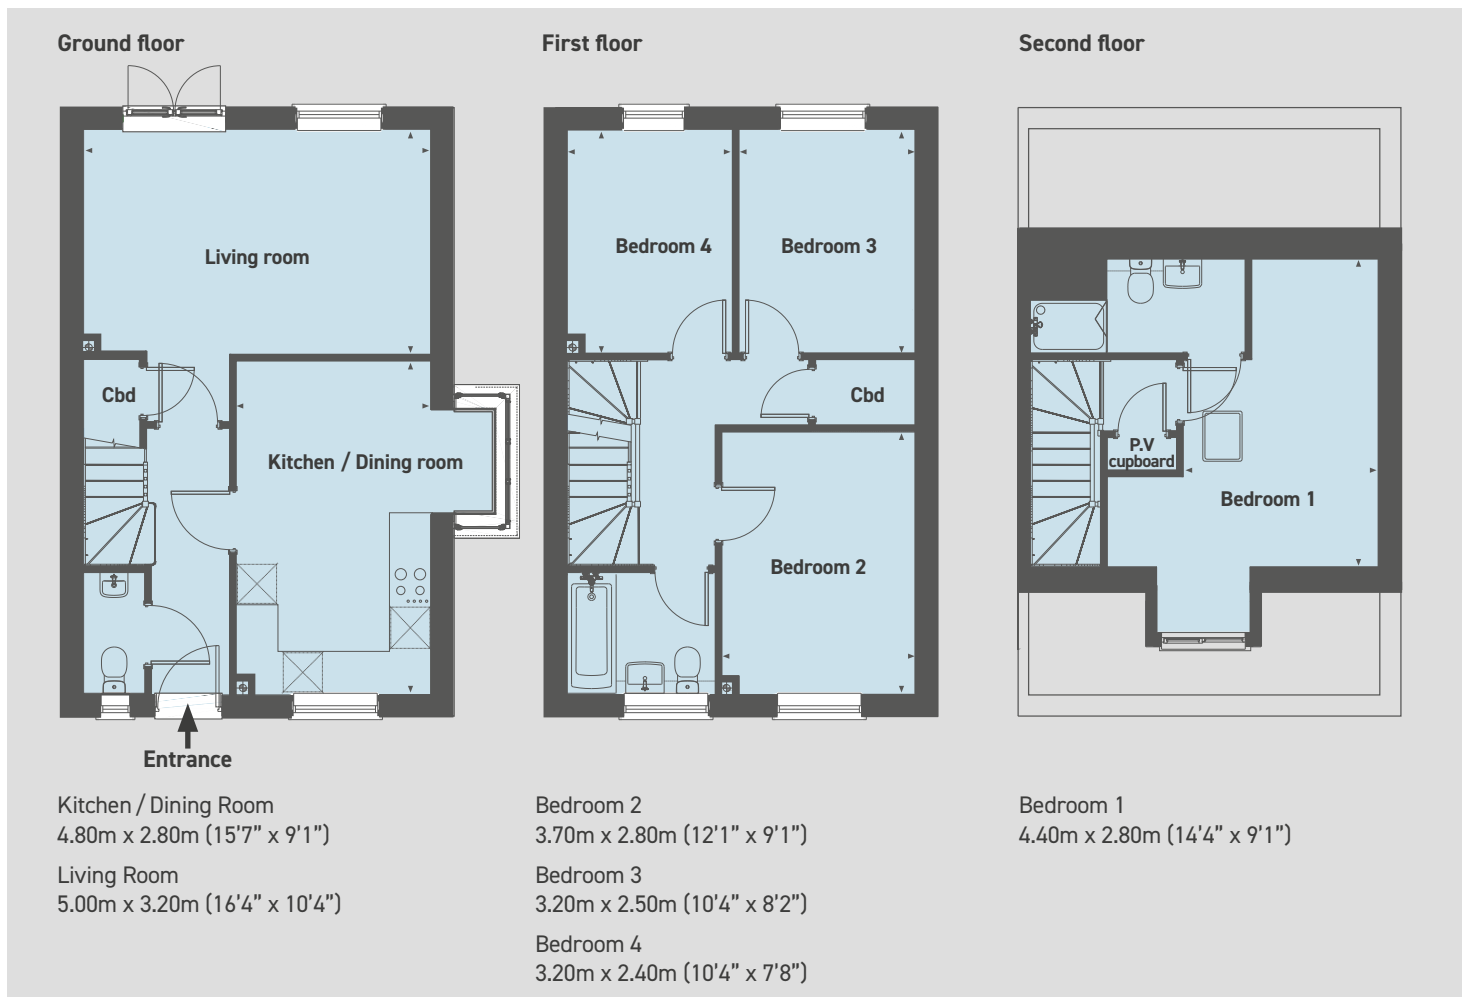 Ground floor
First floor
Second floor
Living room
Cbd
Kitchen / Dining room
Entrance
Bedroom 4
Bedroom 3
Cbd
Bedroom 2
P.V
cupboard
Bedroom 1
Kitchen / Dining Room
4.80m x 2.80m (15'7” x 9'1”)
Living Room
5.00m x 3.20m (16'4” x 10'4”)
Bedroom 2
3.70m x 2.80m (12'1” x 9'1”)
Bedroom 3
3.20m x 2.50m (10'4” x 8'2”)
Bedroom 4
3.20m x 2.40m (10'4” x 7'8”)
Bedroom 1
4.40m x 2.80m (14'4” x 9'1”)